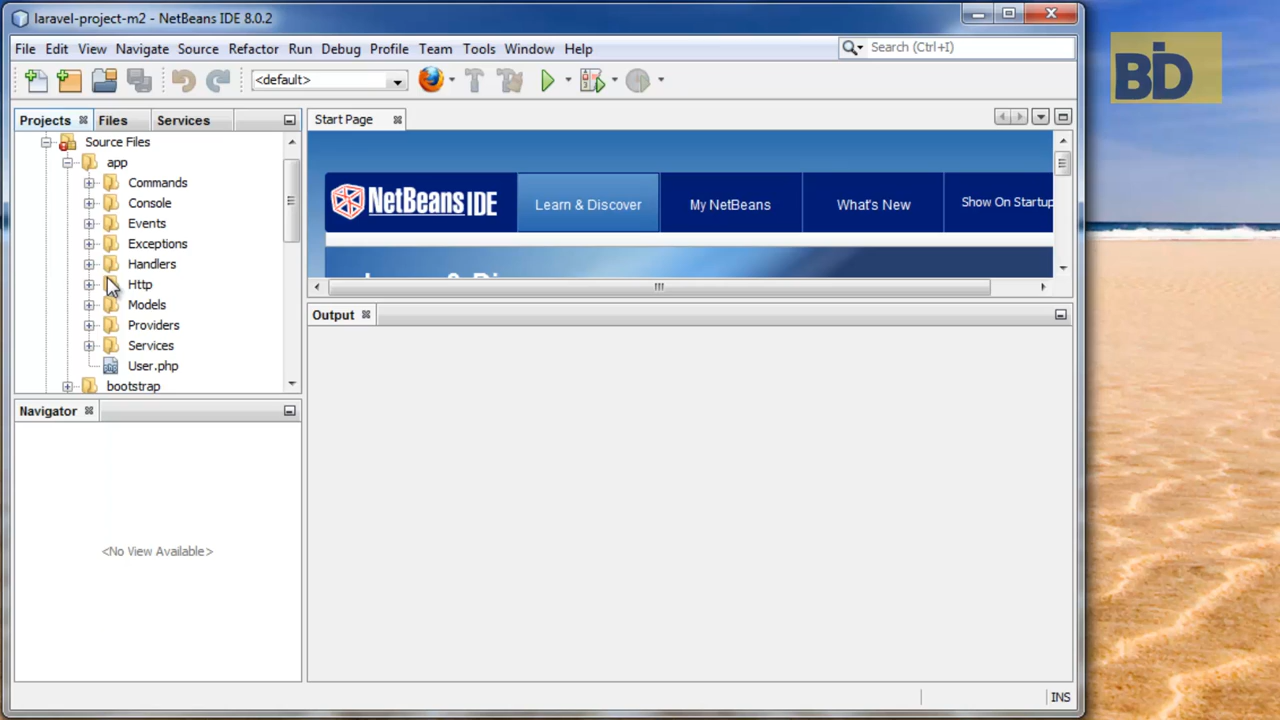 laravel-project-m2 - NetBeans IDE 8.0.2
File Edit View Navigate Source Refactor Run Debug Profile Team Tools Window Help
Search (Ctrl+I)
<default>
BD
Projects Files Services
Start Page
Source Files
app
Commands
Console
Events
Exceptions
Handlers
Http
Models
Providers
Services
User.php
bootstrap
NetBeans IDE
Learn & Discover
My NetBeans
What's New
Show On Startup
Output
Navigator
<No View Available>
INS